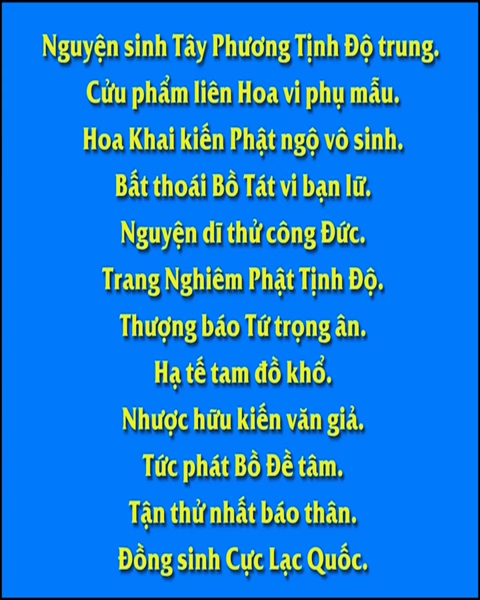 Nguyện sinh Tây Phương Tịnh Độ trung.
Cửu phẩm liên Hoa vi phụ mẫu.
Hoa Khai kiến Phật ngộ vô sinh.
Bất thoái Bồ Tát vi bạn lữ.
Nguyện dĩ thử công Đức.
Trang Nghiêm Phật Tịnh Độ.
Thượng báo Tứ trọng ân.
Hạ tế tam đồ khổ.
Nhược hữu kiến văn giả.
Tức phát Bồ Đề tâm.
Tận thử nhất báo thân.
Đồng sinh Cực Lạc Quốc.